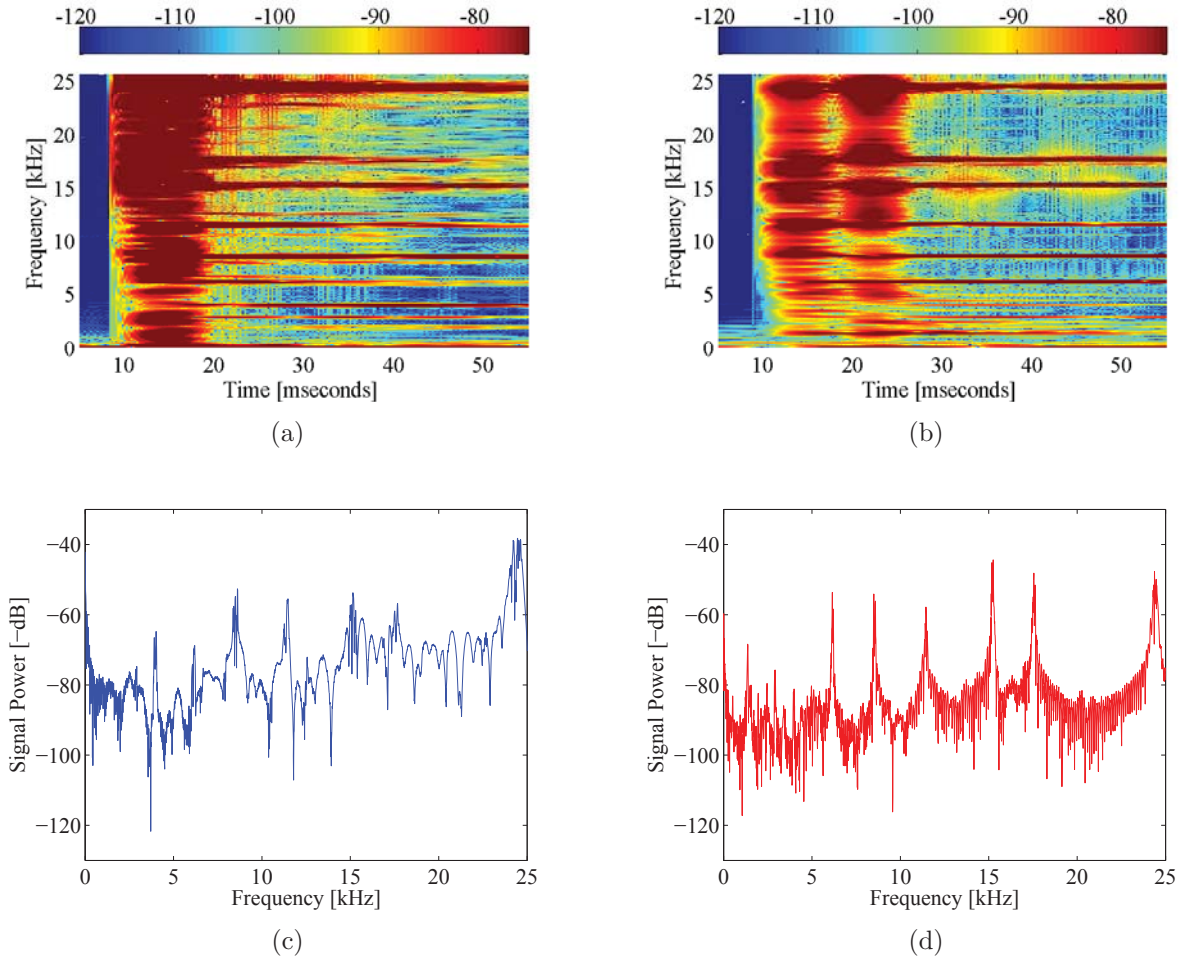 -120 -110 -100 -90 -80
-120 -110 -100 -90 -80
Frequency [kHz]
25
20
15
10
5
0
10 20 30 40 50
Time [mseconds]
(a)
Frequency [kHz]
25
20
15
10
5
0
10 20 30 40 50
Time [mseconds]
(b)
Signal Power [−dB]
−40
−60
−80
−100
−120
0 5 10 15 20 25
Frequency [kHz]
(c)
Signal Power [−dB]
−40
−60
−80
−100
−120
0 5 10 15 20 25
Frequency [kHz]
(d)